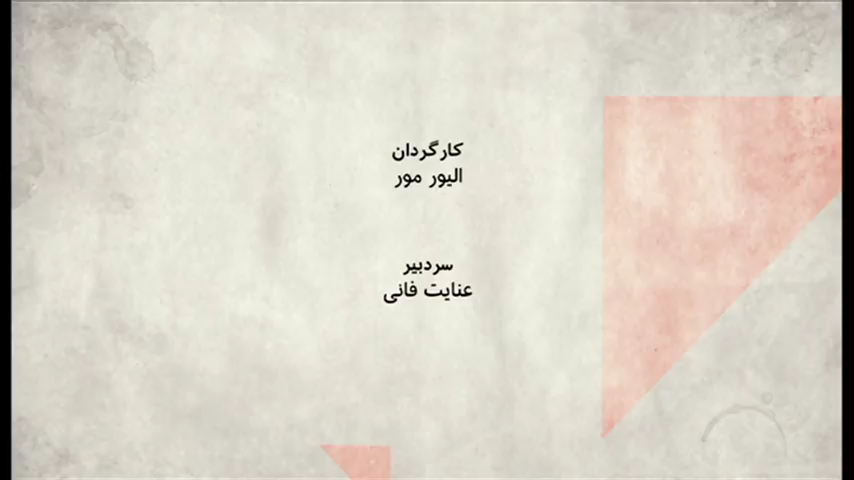 کارگردان
الیور مور
سردبیر
عنایت فانی